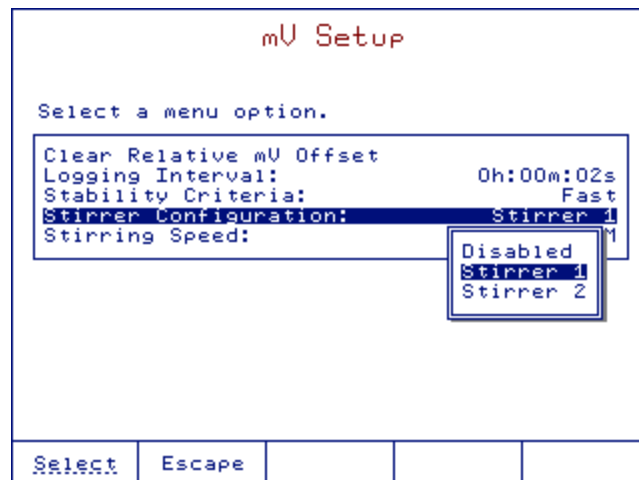 mV Setup
Select a menu option.
Clear Relative mV Offset
Logging Interval: 0h:00m:02s
Stability Criteria: Fast
Stirrer Configuration: Stirrer 1
Stirring Speed:
Disabled
Stirrer 1
Stirrer 2
Select Escape